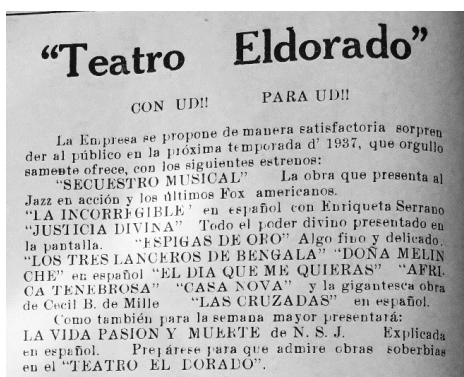 “Teatro Eldorado”
CON UD!! PARA UD!!
La Empresa se propone de manera satisfactoria sorpren
der al público en la próxima temporada d' 1937, que orgullo
samente ofrece, con los siguientes estrenos:
“SECUESTRO MUSICAL” La obra que presenta al
Jazz en acción y los últimos Fox americanos.
“LA INCORREGIBLE' en español con Enriqueta Serrano
“JUSTICIA DIVINA” Todo el poder divino presentado en
la pantalla. “ESPIGAS DE ORO” Algo fino y delicado.
“LOS TRES LANCEROS DE BENGALA” “DOÑA MELIN
CHE” en español “EL DIA QUE ME QUIERAS” “AFRI
CA TENEBROSA” “CASA NOVA” y la gigantesca obra
de Cecil B. de Mille “LAS CRUZADAS” en español.
Como también para la semana mayor presentará:
LA VIDA PASION Y MUERTE de N. S. J. Explicada
en español. Prepárese para que admire obras soberbias
en el “TEATRO EL DORADO”.